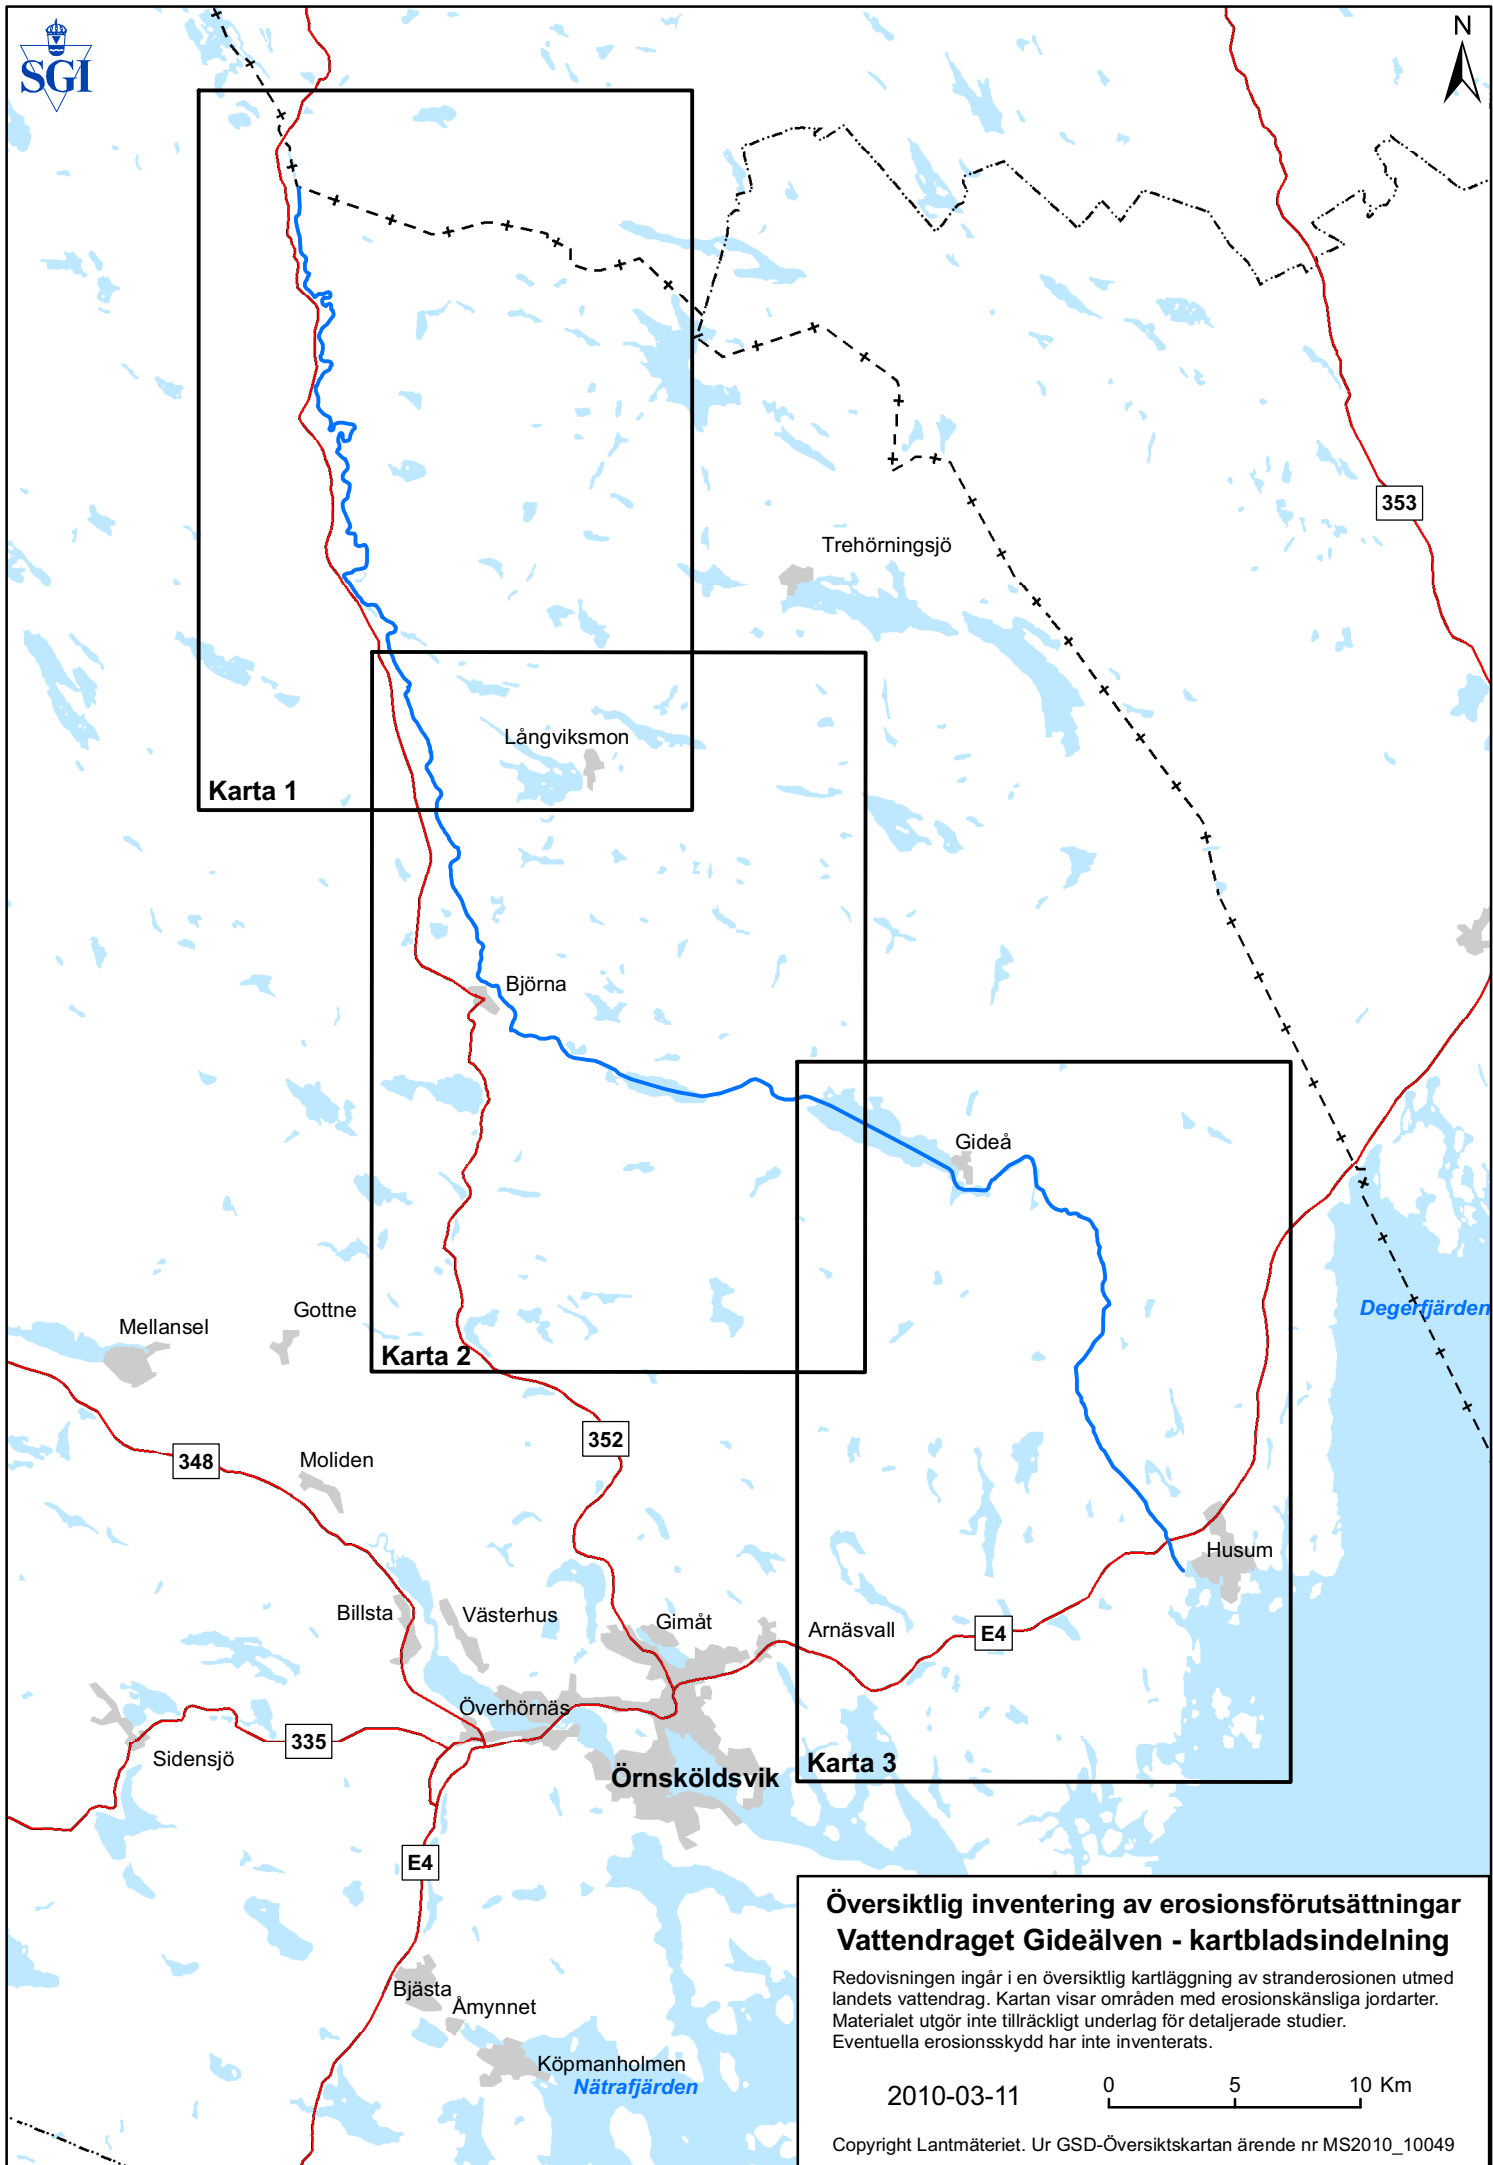 SGI
N
353
Trehörningsjö
Långviksmon
Karta 1
Björna
Gideå
Degerfjärden
Gottne
Mellansel
Karta 2
352
348
Moliden
Husum
Billsta
Västerhus
Gimåt
Arnäsvall
E4
Överhörnäs
335
Sidensjö
Karta 3
Örnsköldsvik
E4
Bjästa
Åmynnet
Köpmanholmen
Nätrafjärden
Översiktlig inventering av erosionsförutsättningar
Vattendraget Gideälven - kartbladsindelning
Redovisningen ingår i en översiktlig kartläggning av stranderosionen utmed
landets vattendrag. Kartan visar områden med erosionskänsliga jordarter.
Materialet utgör inte tillräckligt underlag för detaljerade studier.
Eventuella erosionsskydd har inte inventerats.
2010-03-11
0 5 10 Km
Copyright Lantmäteriet. Ur GSD-Översiktskartan ärende nr MS2010_10049